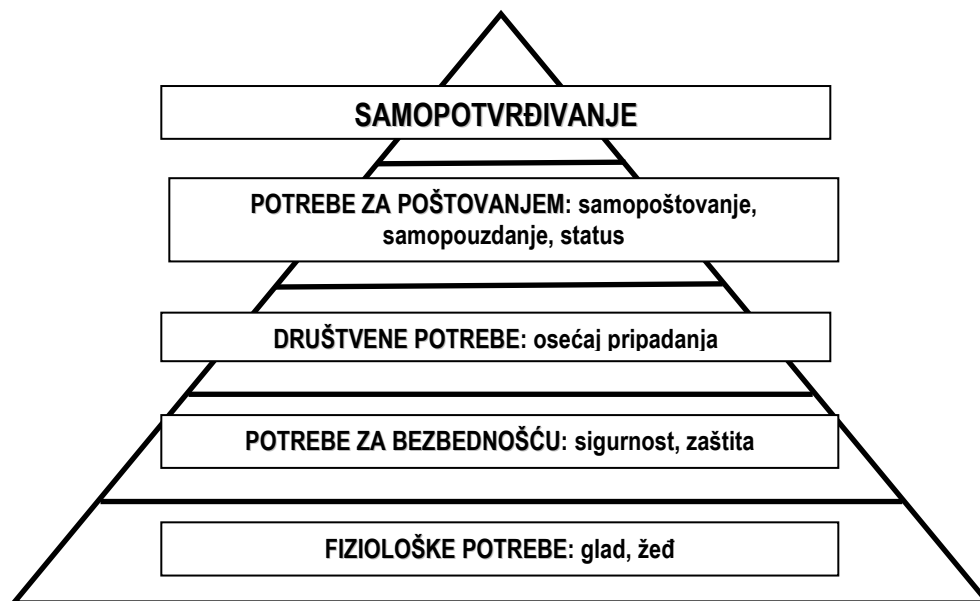 SAMOPOTVRĐIVANJE
POTREBE ZA POŠTOVANJEM: samopoštovanje,
samopouzdanje, status
DRUŠTVENE POTREBE: osećaj pripadanja
POTREBE ZA BEZBEDNOŠĆU: sigurnost, zaštita
FIZIOLOŠKE POTREBE: glad, žeđ